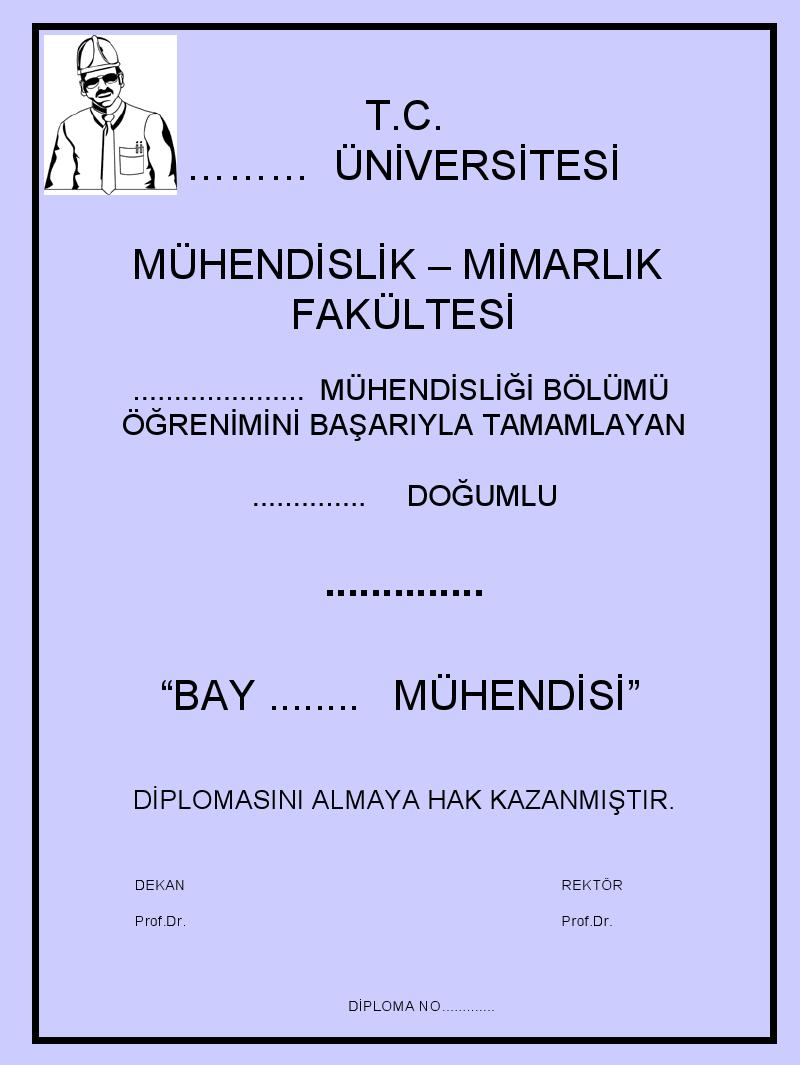 T.C.
……… ÜNİVERSİTESİ
MÜHENDİSLİK – MİMARLIK
FAKÜLTESİ
..................... MÜHENDİSLİĞİ BÖLÜMÜ
ÖĞRENİMİNİ BAŞARIYLA TAMAMLAYAN
.............. DOĞUMLU
..............
“BAY ........ MÜHENDİSİ”
DİPLOMASINI ALMAYA HAK KAZANMIŞTIR.
DEKAN REKTÖR
Prof.Dr. Prof.Dr.
DİPLOMA NO.............